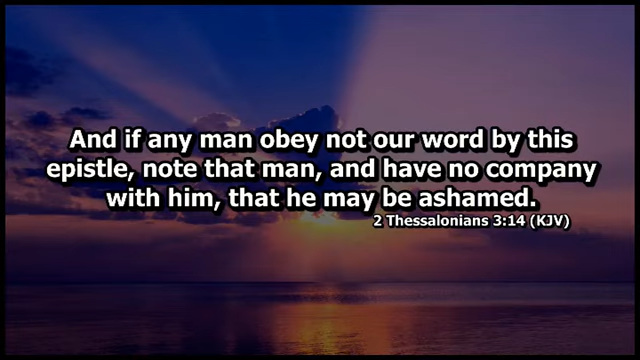 And if any man obey not our word by this
epistle, note that man, and have no company
with him, that he may be ashamed.
2 Thessalonians 3:14 (KJV)